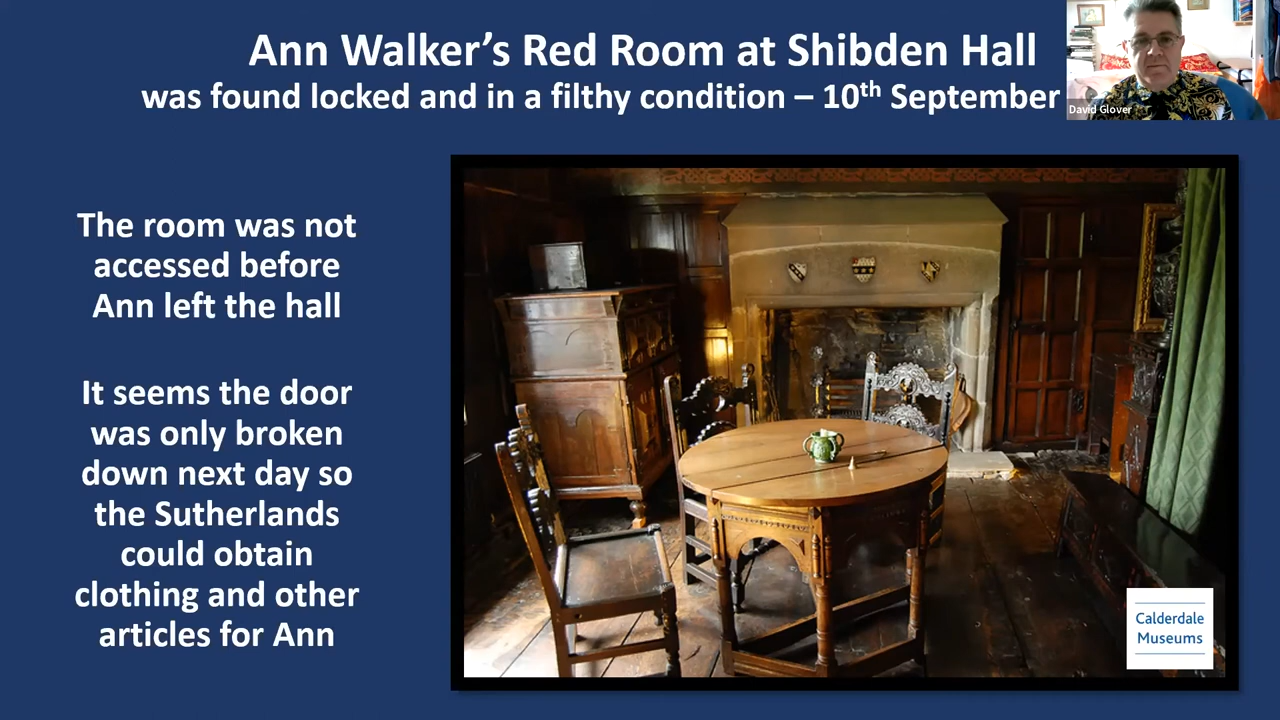 Ann Walker's Red Room at Shibden Hall
was found locked and in a filthy condition – 10th September
David Glover
The room was not
accessed before
Ann left the hall
It seems the door
was only broken
down next day so
the Sutherlands
could obtain
clothing and other
articles for Ann
Calderdale
Museums